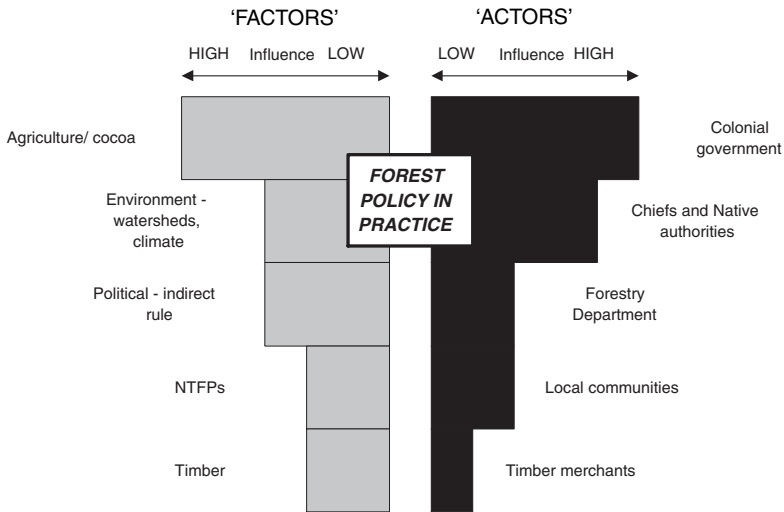 'FACTORS'
'ACTORS'
HIGH Influence LOW
LOW Influence HIGH
Agriculture/ cocoa
Environment -
watersheds,
climate
Political - indirect
rule
NTFPs
Timber
FOREST
POLICY IN
PRACTICE
Colonial
government
Chiefs and Native
authorities
Forestry
Department
Local communities
Timber merchants